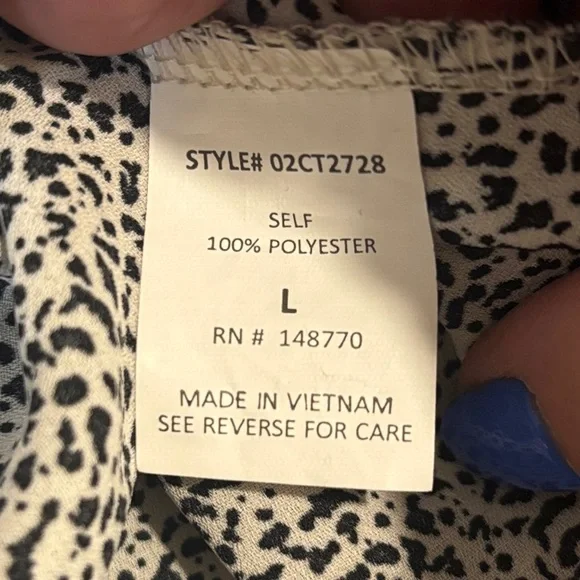 STYLE# 02CT2728
SELF
100% POLYESTER
L
RN # 148770
MADE IN VIETNAM
SEE REVERSE FOR CARE